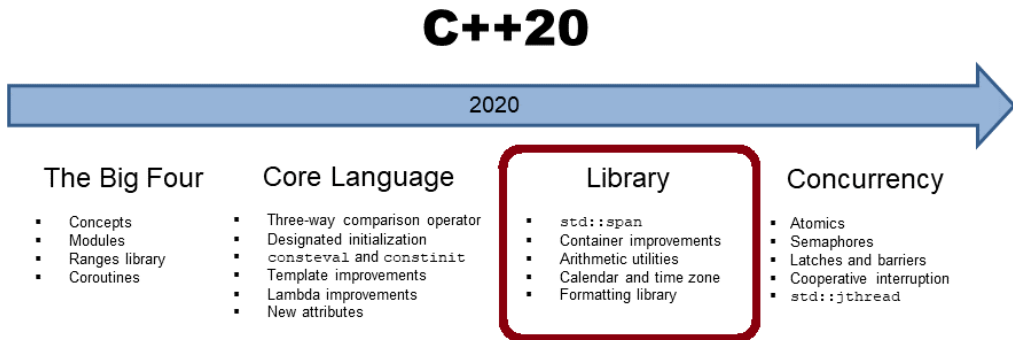 C++20
2020
The Big Four
Concepts
Modules
Ranges library
Coroutines
Core Language
Three-way comparison operator
Designated initialization
consteval and constinit
Template improvements
Lambda improvements
New attributes
Library
std::span
Container improvements
Arithmetic utilities
Calendar and time zone
Formatting library
Concurrency
Atomics
Semaphores
Latches and barriers
Cooperative interruption
std::jthread